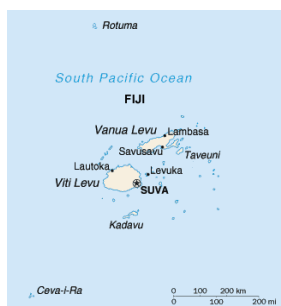 Rotuma
South Pacific Ocean
FIJI
Vanua Levu
Lambasa
Savusavu
Taveuni
Lautoka
Levuka
Viti Levu
SUVA
Kadavu
Ceva-i-Ra
0 100 200 km
0 100 200 mi